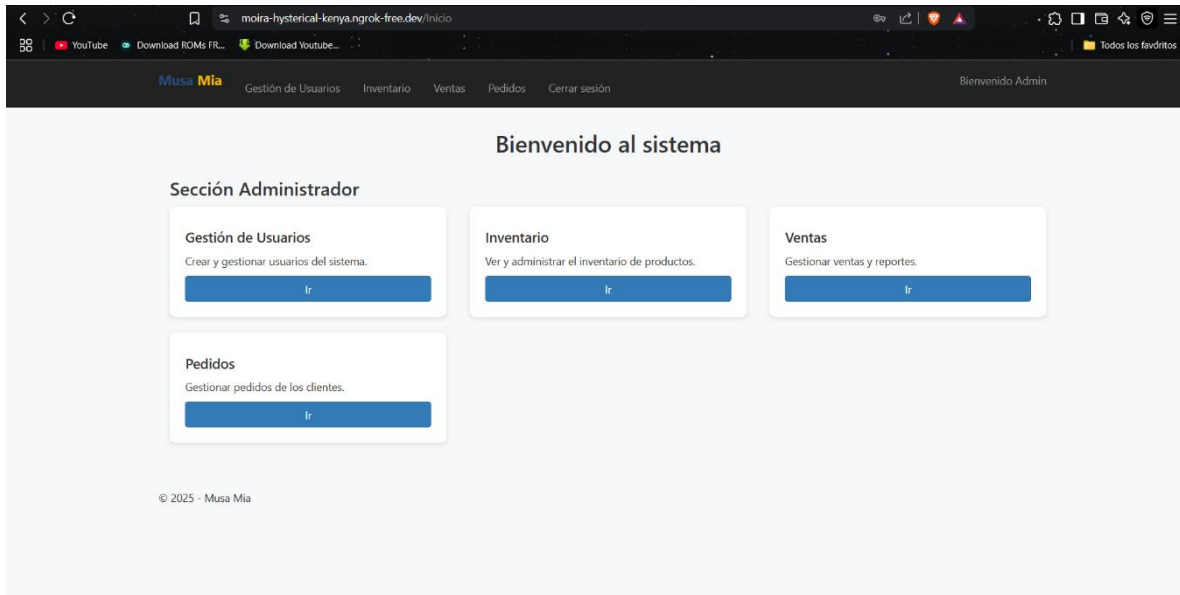 moira-hysterical-kenya.ngrok-free.dev/Inicio
YouTube Download ROMs FR... Download Youtube... Todos los favoritos
Musa Mia Gestión de Usuarios Inventario Ventas Pedidos Cerrar sesión Bienvenido Admin
Bienvenido al sistema
Sección Administrador
Gestión de Usuarios
Crear y gestionar usuarios del sistema.
Ir
Inventario
Ver y administrar el inventario de productos.
Ir
Ventas
Gestionar ventas y reportes.
Ir
Pedidos
Gestionar pedidos de los clientes.
Ir
© 2025 - Musa Mia